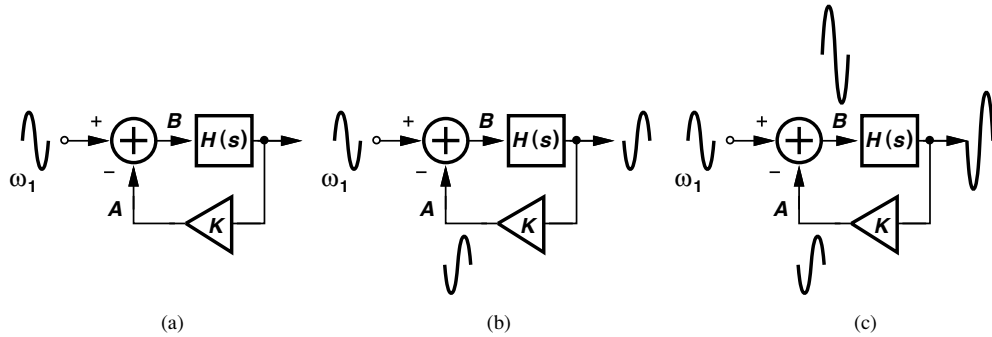 + B H(s)
ω1 − A K
(a)
+ B H(s)
ω1 − A K
(b)
+ B H(s)
ω1 − A K
(c)